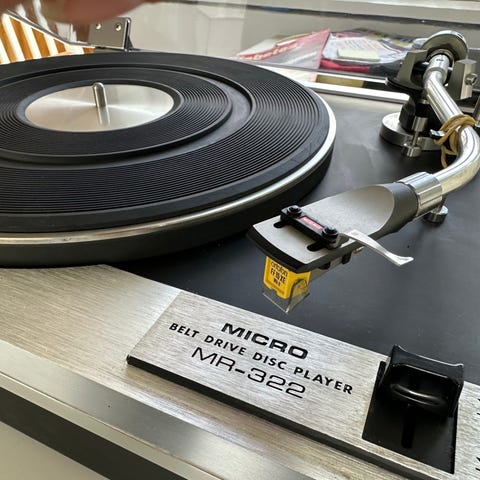 MICRO
BELT DRIVE DISC PLAYER
MR-322